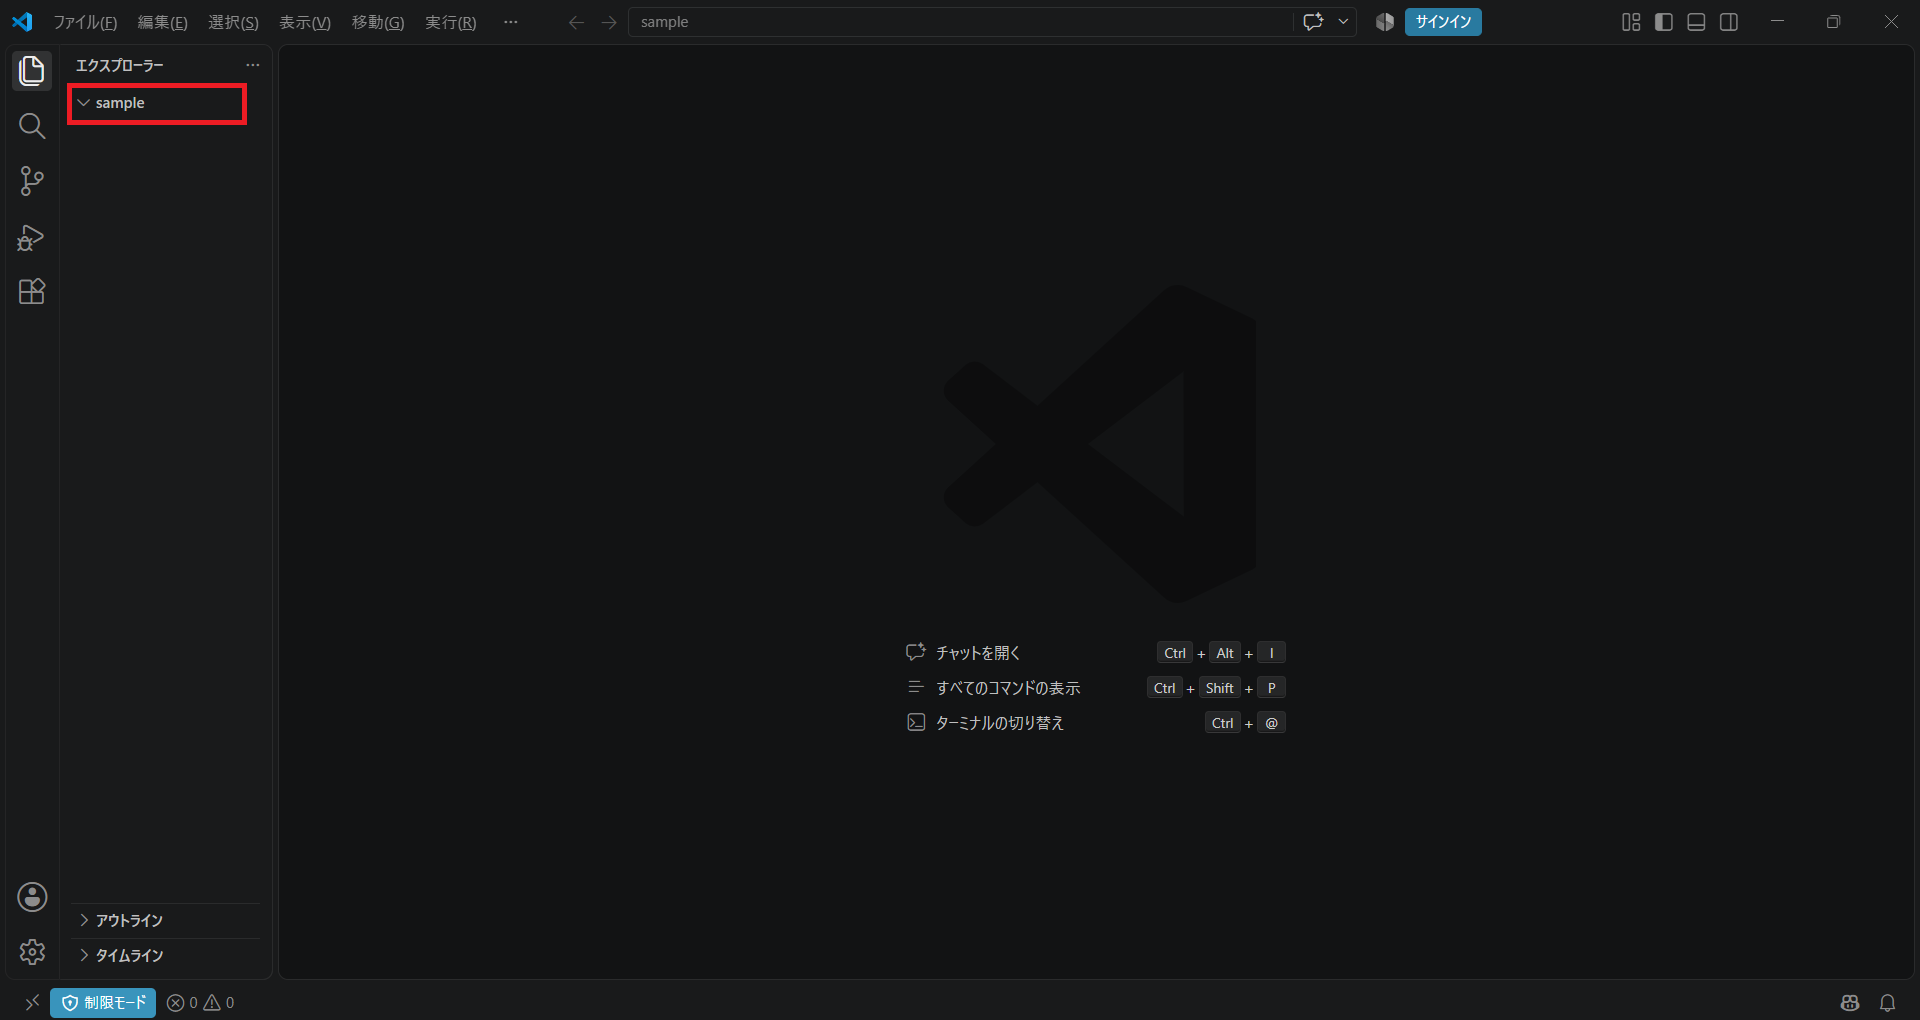 ファイル(F) 編集(E) 選択(S) 表示(V) 移動(G) 実行(R) ··· sample サインイン
エクスプローラー ···
sample
チャットを開く Ctrl + Alt + I
すべてのコマンドの表示 Ctrl + Shift + P
ターミナルの切り替え Ctrl + @
アウトライン
タイムライン
制限モード 0 0